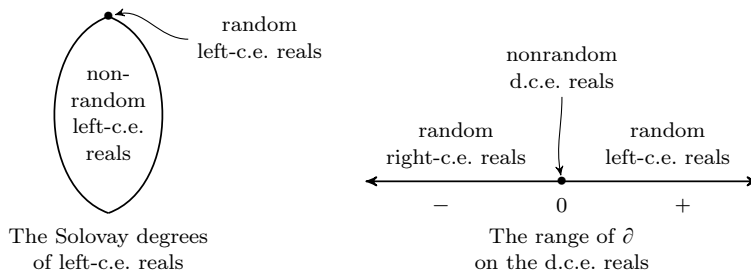 random
left-c.e. reals
non-
random
left-c.e.
reals
The Solovay degrees
of left-c.e. reals
nonrandom
d.c.e. reals
random
right-c.e. reals
random
left-c.e. reals
− 0 +
The range of ∂
on the d.c.e. reals